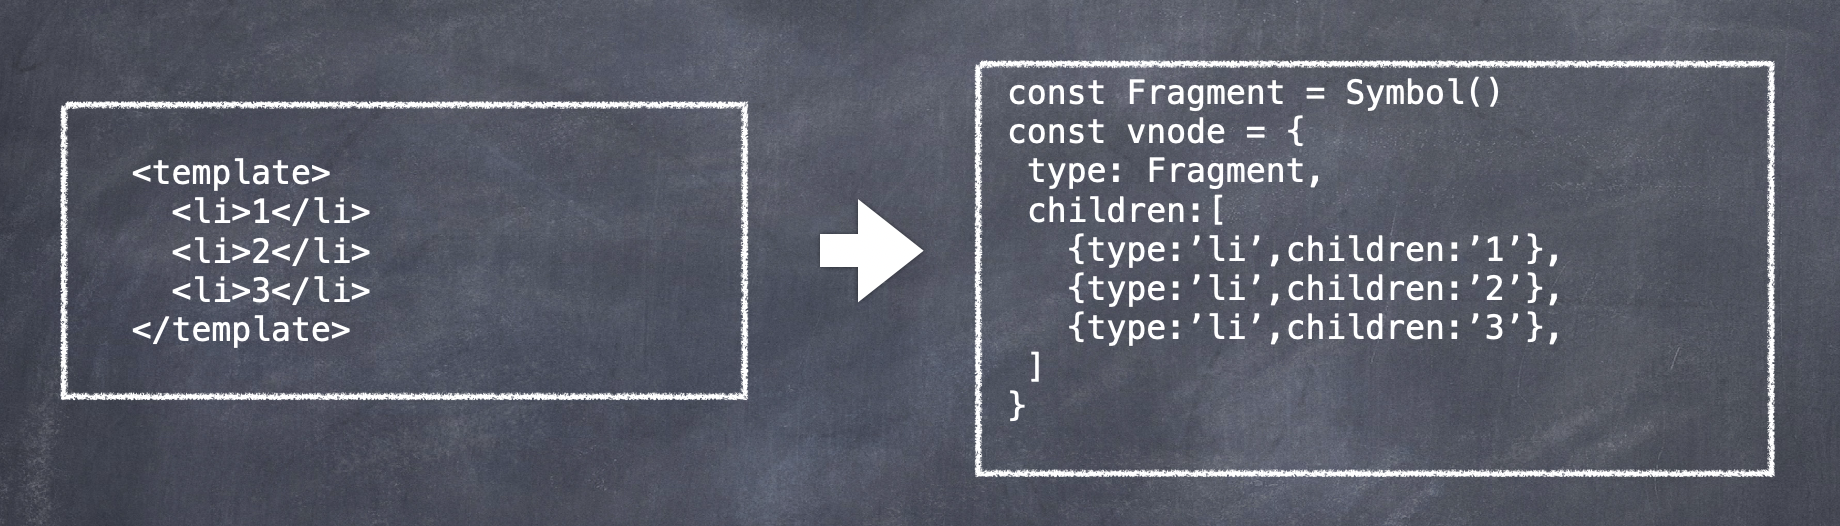 <template>
  <li>1</li>
  <li>2</li>
  <li>3</li>
</template>
const Fragment = Symbol()
const vnode = {
 type: Fragment,
 children:[
   {type:’li’,children:’1’},
   {type:’li’,children:’2’},
   {type:’li’,children:’3’},
 ]
}